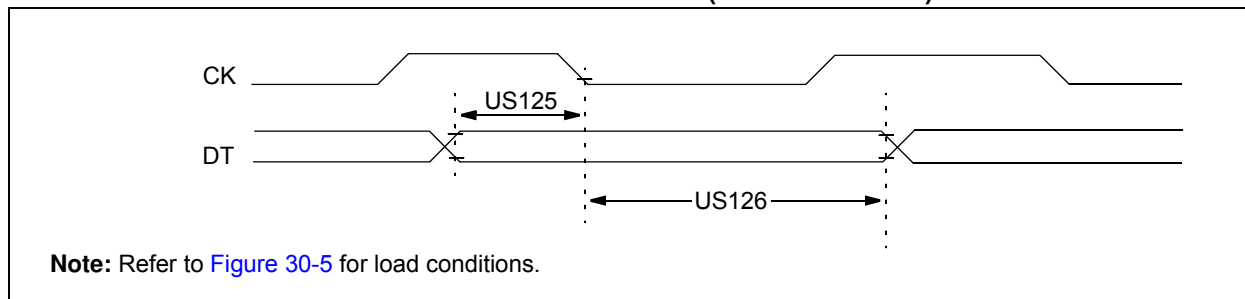 CK
US125
DT
US126
Note: Refer to Figure 30-5 for load conditions.